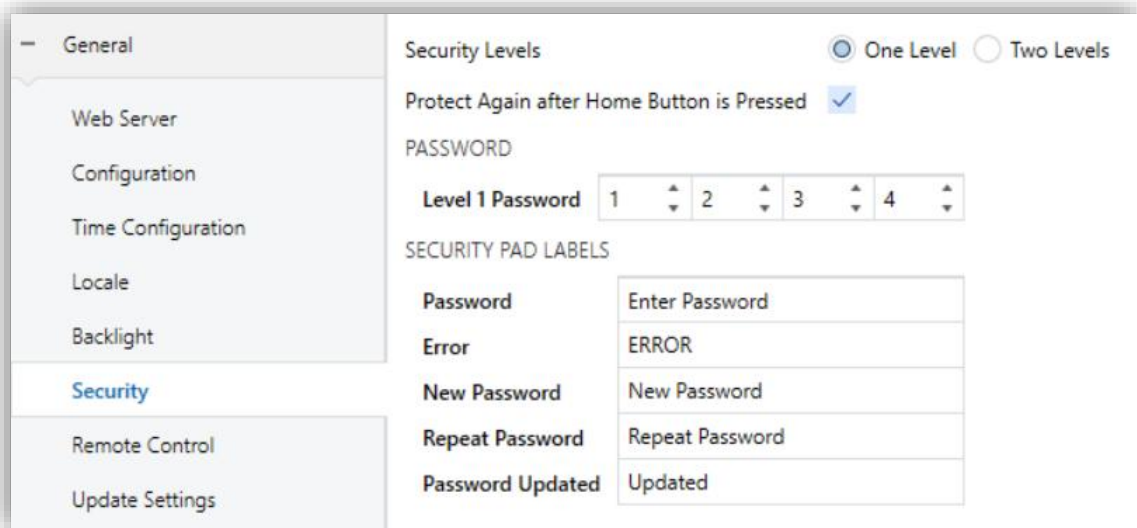 General
Web Server
Configuration
Time Configuration
Locale
Backlight
Security
Remote Control
Update Settings
Security Levels One Level Two Levels
Protect Again after Home Button is Pressed
PASSWORD
Level 1 Password 1 2 3 4
SECURITY PAD LABELS
Password Enter Password
Error ERROR
New Password New Password
Repeat Password Repeat Password
Password Updated Updated